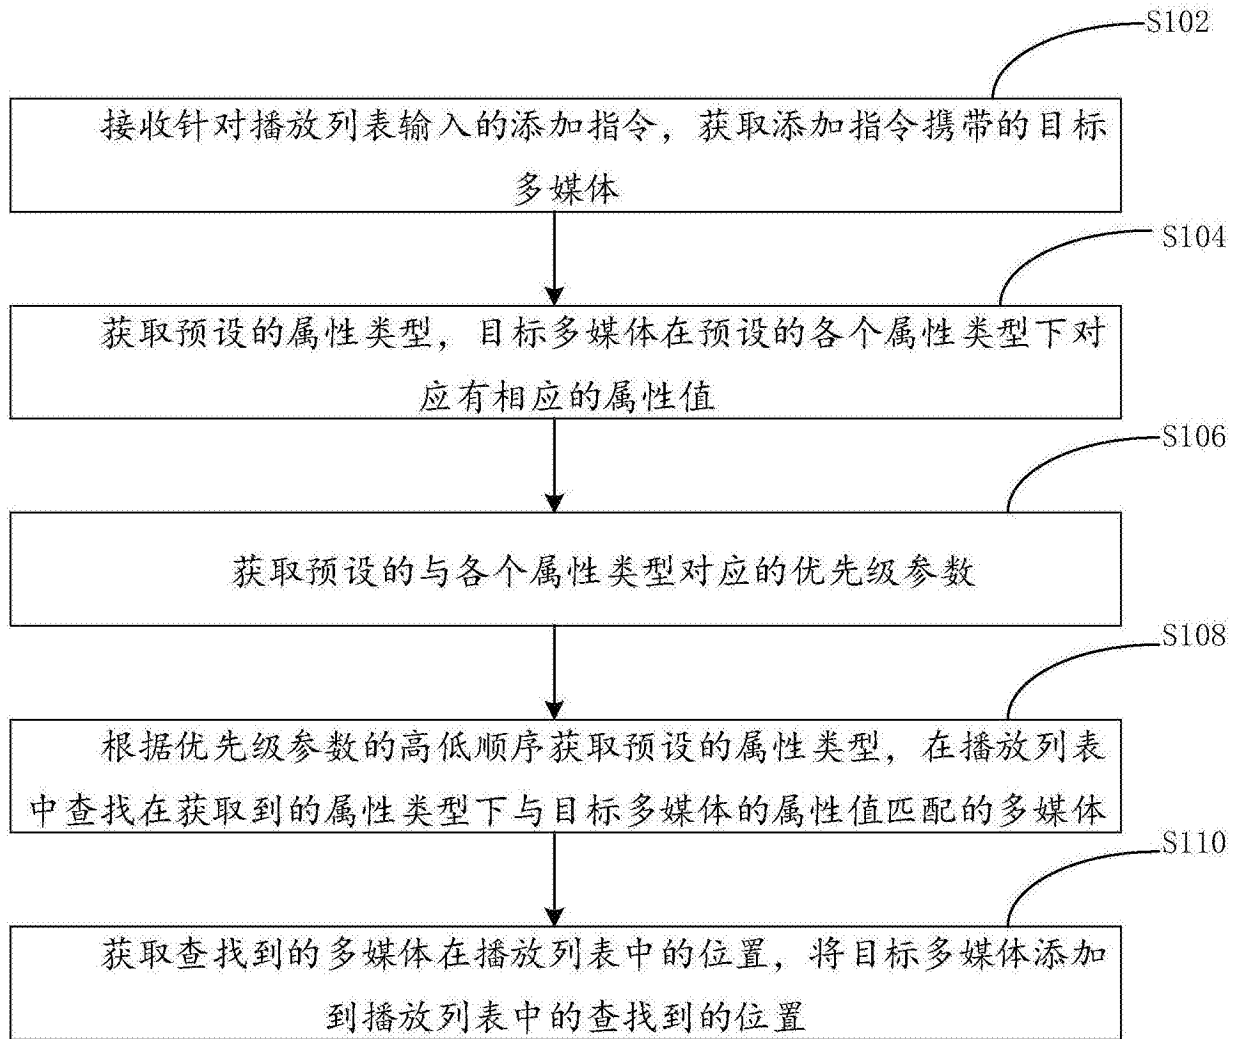 S102
接收针对播放列表输入的添加指令，获取添加指令携带的目标
多媒体
S104
获取预设的属性类型，目标多媒体在预设的各个属性类型下对
应有相应的属性值
S106
获取预设的与各个属性类型对应的优先级参数
S108
根据优先级参数的高低顺序获取预设的属性类型，在播放列表
中查找在获取到的属性类型下与目标多媒体的属性值匹配的多媒体
S110
获取查找到的多媒体在播放列表中的位置，将目标多媒体添加
到播放列表中的查找到的位置